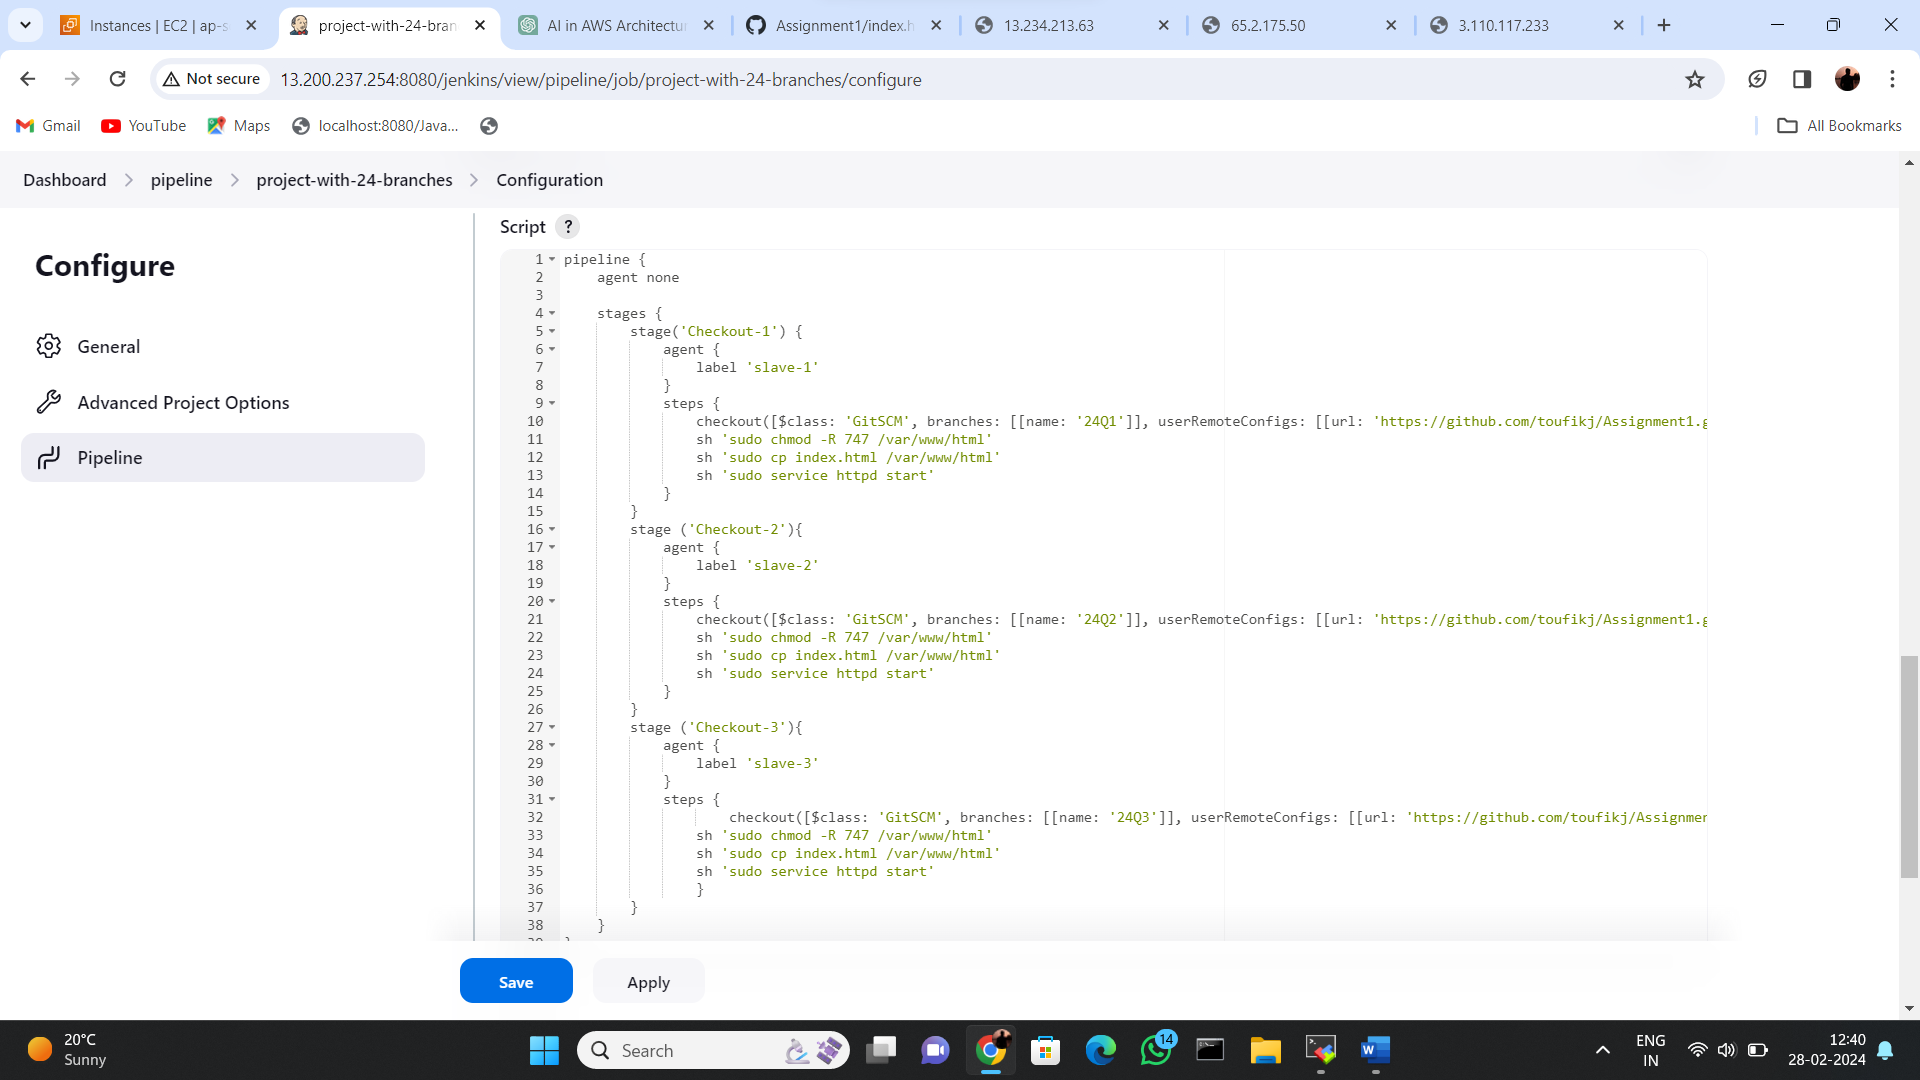 Instances | EC2 | ap-s
project-with-24-bran
AI in AWS Architectur
Assignment1/index.h
13.234.213.63
65.2.175.50
3.110.117.233
Not secure
13.200.237.254:8080/jenkins/view/pipeline/job/project-with-24-branches/configure
Gmail
YouTube
Maps
localhost:8080/Java...
All Bookmarks
Dashboard
pipeline
project-with-24-branches
Configuration
Configure
General
Advanced Project Options
Pipeline
Script ?
1 pipeline {
2 agent none
3
4 stages {
5 stage('Checkout-1') {
6 agent {
7 label 'slave-1'
8 }
9 steps {
10 checkout([$class: 'GitSCM', branches: [[name: '24Q1']], userRemoteConfigs: [[url: 'https://github.com/toufikj/Assignment1.g
11 sh 'sudo chmod -R 747 /var/www/html'
12 sh 'sudo cp index.html /var/www/html'
13 sh 'sudo service httpd start'
14 }
15 }
16 stage ('Checkout-2'){
17 agent {
18 label 'slave-2'
19 }
20 steps {
21 checkout([$class: 'GitSCM', branches: [[name: '24Q2']], userRemoteConfigs: [[url: 'https://github.com/toufikj/Assignment1.g
22 sh 'sudo chmod -R 747 /var/www/html'
23 sh 'sudo cp index.html /var/www/html'
24 sh 'sudo service httpd start'
25 }
26 }
27 stage ('Checkout-3'){
28 agent {
29 label 'slave-3'
30 }
31 steps {
32 checkout([$class: 'GitSCM', branches: [[name: '24Q3']], userRemoteConfigs: [[url: 'https://github.com/toufikj/Assignmen
33 sh 'sudo chmod -R 747 /var/www/html'
34 sh 'sudo cp index.html /var/www/html'
35 sh 'sudo service httpd start'
36 }
37 }
38 }
Save
Apply
20°C
Sunny
Search
14
ENG
IN
12:40
28-02-2024